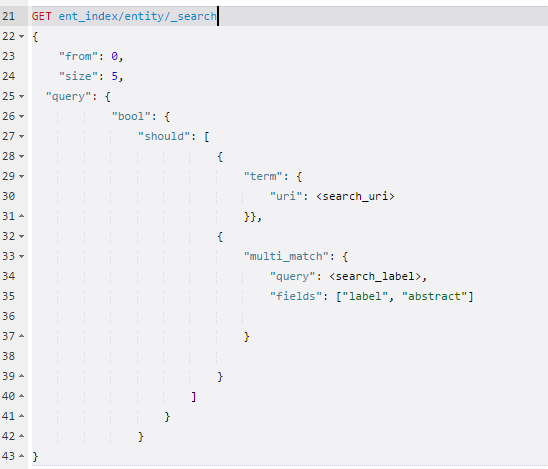 21 GET ent_index/entity/_search
22 {
23 "from": 0,
24 "size": 5,
25 "query": {
26 "bool": {
27 "should": [
28 {
29 "term": {
30 "uri": <search_uri>
31 }},
32 {
33 "multi_match": {
34 "query": <search_label>,
35 "fields": ["label", "abstract"]
36
37 }
38
39 }
40 ]
41 }
42 }
43 }